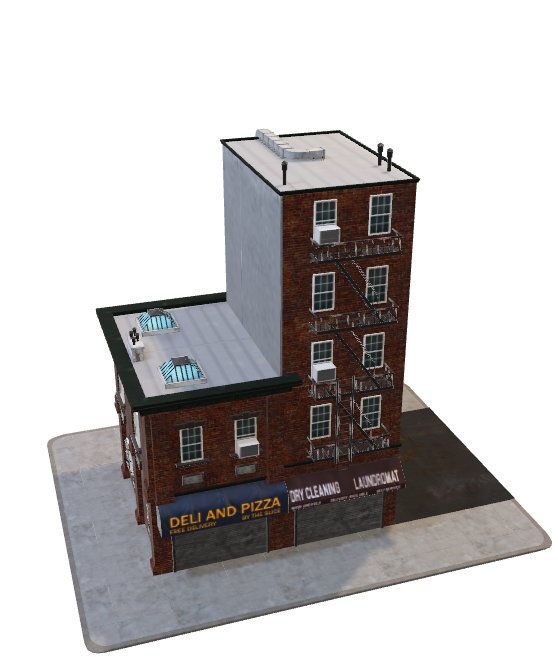 DELI AND PIZZA
FREE DELIVERY BY THE SLICE
DRY CLEANING LAUNDROMAT